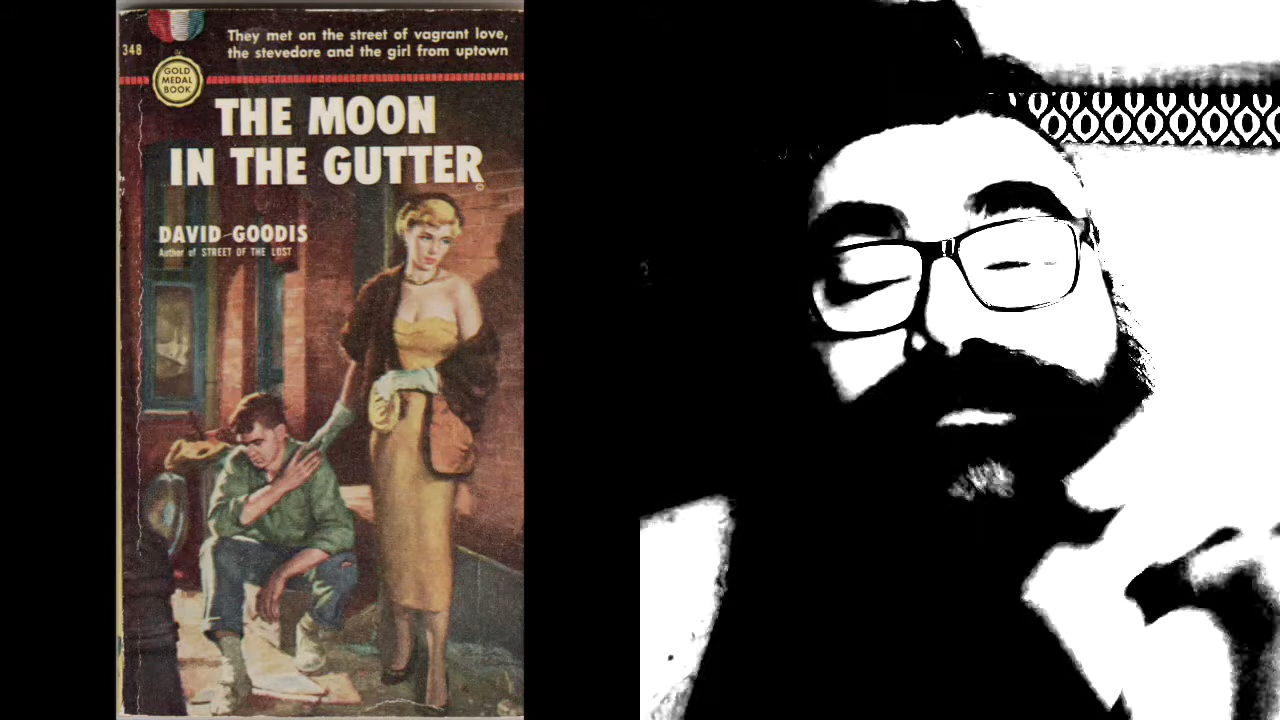 They met on the street of vagrant love,
the stevedore and the girl from uptown
348
GOLD
MEDAL
BOOK
THE MOON
IN THE GUTTER
DAVID GOODIS
Author of STREET OF THE LOST